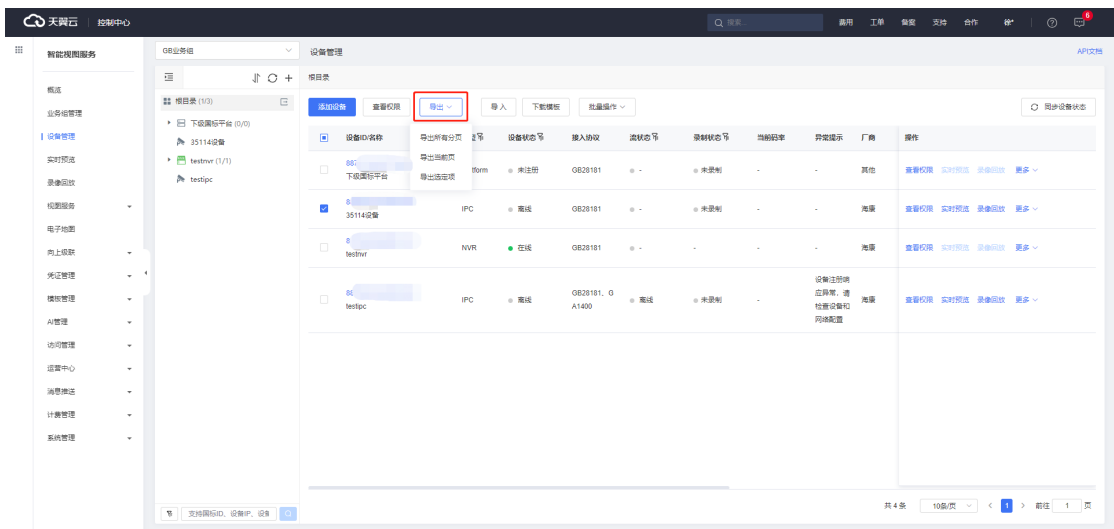 天翼云 控制中心 搜索... 费用 工单 备案 支持 合作 徐* 6
智能视图服务 GB业务组 设备管理 API文档
概览
业务组管理
设备管理
实时预览
录像回放
视图服务
电子地图
向上级联
凭证管理
模板管理
AI管理
访问管理
运营中心
消息推送
计费管理
系统管理
根目录 (1/3)
下级国标平台 (0/0)
35114设备
testnvr (1/1)
testipc
支持国标ID、设备IP、设备
根目录
添加设备 查看权限 导出 导入 下载模板 批量操作 同步设备状态
导出所有分页
导出当前页
导出选定项
设备ID/名称 设备状态 接入协议 流状态 录制状态 当前码率 异常提示 厂商 操作
887
下级国标平台 tform 未注册 GB28181 - 未录制 - - 其他 查看权限 实时预览 录像回放 更多
8
35114设备 IPC 离线 GB28181 - 未录制 - - 海康 查看权限 实时预览 录像回放 更多
8
testnvr NVR 在线 GB28181 - - - - 海康 查看权限 实时预览 录像回放 更多
88
testipc IPC 离线 GB28181、G
A1400 离线 未录制 - 设备注册响
应异常，请
检查设备和
网络配置 海康 查看权限 实时预览 录像回放 更多
共 4 条 10条/页 1 前往 1 页